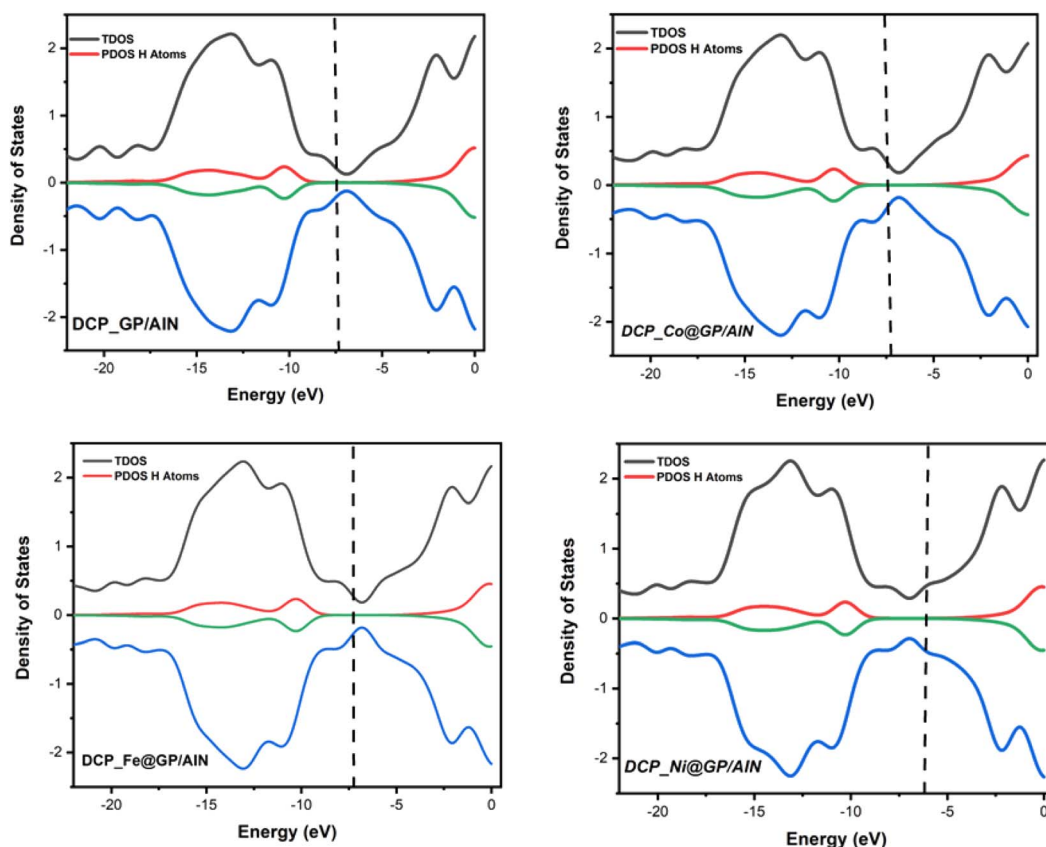 TDOS
PDOS H Atoms
2
1
0
-1
-2
Density of States
DCP_GP/AlN
-20
-15
-10
-5
0
Energy (eV)
TDOS
PDOS H Atoms
2
1
0
-1
-2
Density of States
DCP_Co@GP/AlN
-20
-15
-10
-5
0
Energy (eV)
TDOS
PDOS H Atoms
2
1
0
-1
-2
Density of States
DCP_Fe@GP/AlN
-20
-15
-10
-5
0
Energy (eV)
TDOS
PDOS H Atoms
2
1
0
-1
-2
Density of States
DCP_Ni@GP/AlN
-20
-15
-10
-5
0
Energy (eV)